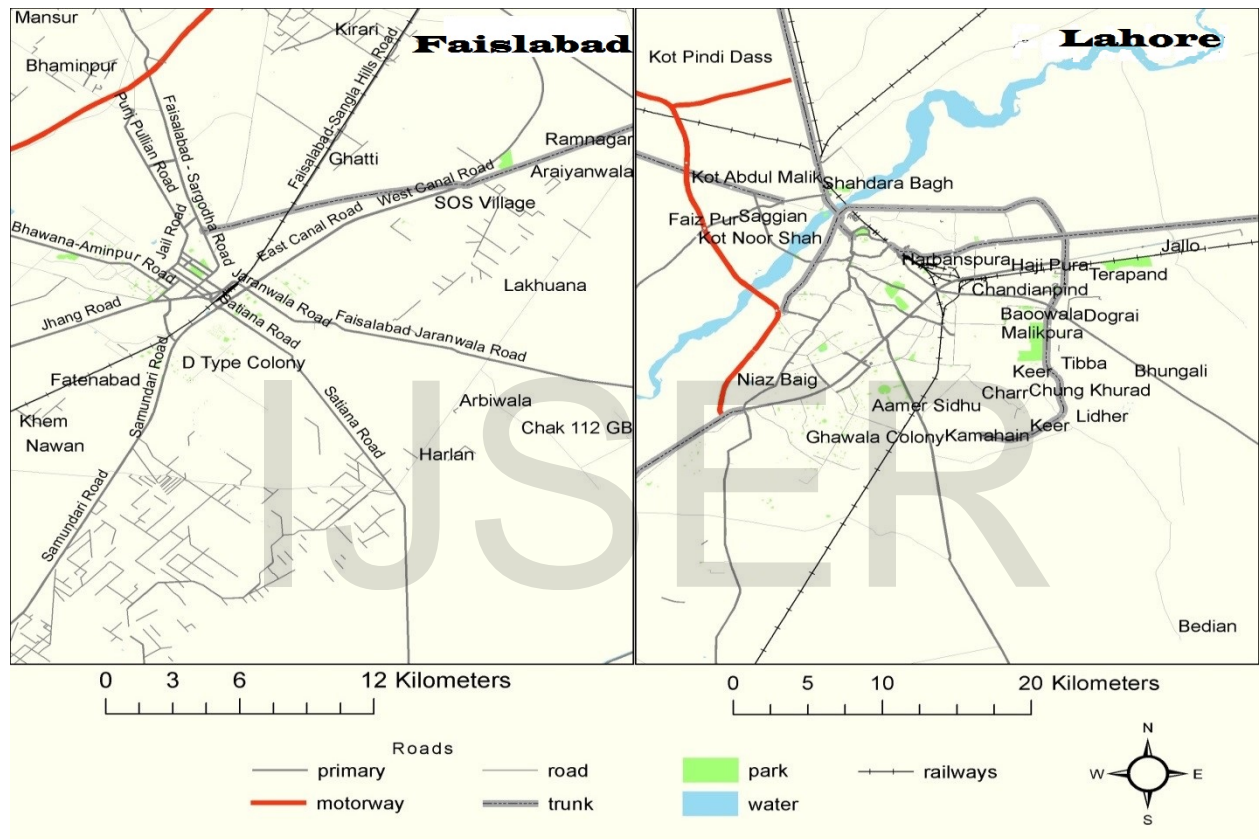 Mansur
Kirari
Faislabad
Bhaminpur
Punj Pullian Road
Faisalabad - Sargodha Road
Faisalabad-Sangla Hills Road
Ghatti
Ramnagar
West Canal Road
Araiyanwala
SOS Village
Jail Road
East Canal Road
Bhawana-Aminpur Road
Jaranwala Road
Lakhuana
Jhang Road
Satiana Road
Faisalabad-Jaranwala Road
D Type Colony
Samundari Road
Fatenabad
Arbiwala
Khem
Nawan
Satiana Road
Chak 112 GB
Harlan
Samundari Road
Lahore
Kot Pindi Dass
Kot Abdul Malik
Shahdara Bagh
Faiz Pur
Saggian
Kot Noor Shah
Harbanspura
Haji Pura
Jallo
Terapand
Chandianpind
Baoowala
Dograi
Malikpura
Keer
Tibba
Bhungali
Niaz Baig
Charr
Chung Khurad
Aamer Sidhu
Lidher
Ghawala Colony
Kamahain
Keer
Bedian
IJSER
0 3 6 12 Kilometers
0 5 10 20 Kilometers
Roads
primary
road
park
railways
motorway
trunk
water
N
W
E
S